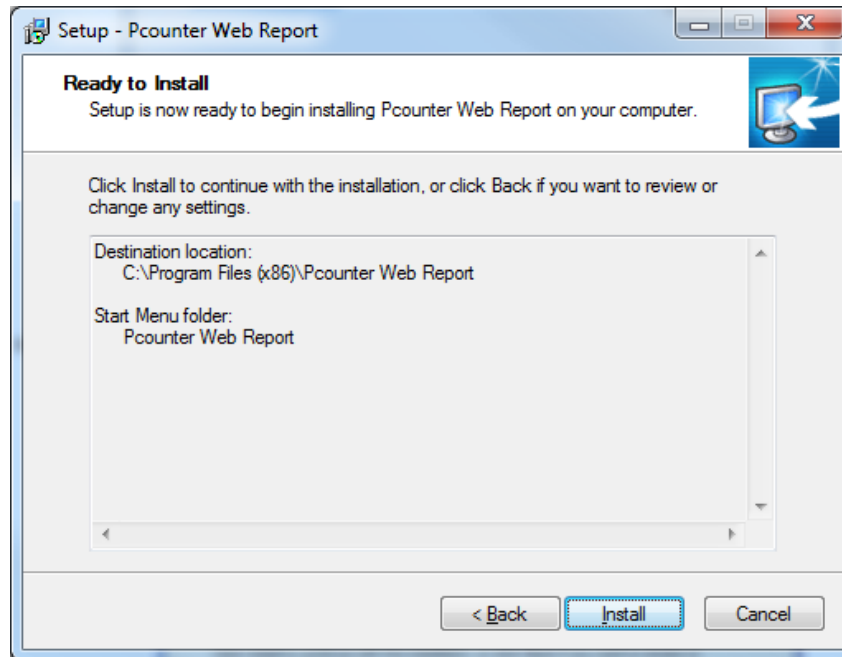 Setup - Pcounter Web Report
Ready to Install
Setup is now ready to begin installing Pcounter Web Report on your computer.
Click Install to continue with the installation, or click Back if you want to review or
change any settings.
Destination location:
C:\Program Files (x86)\Pcounter Web Report
Start Menu folder:
Pcounter Web Report
< Back
Install
Cancel